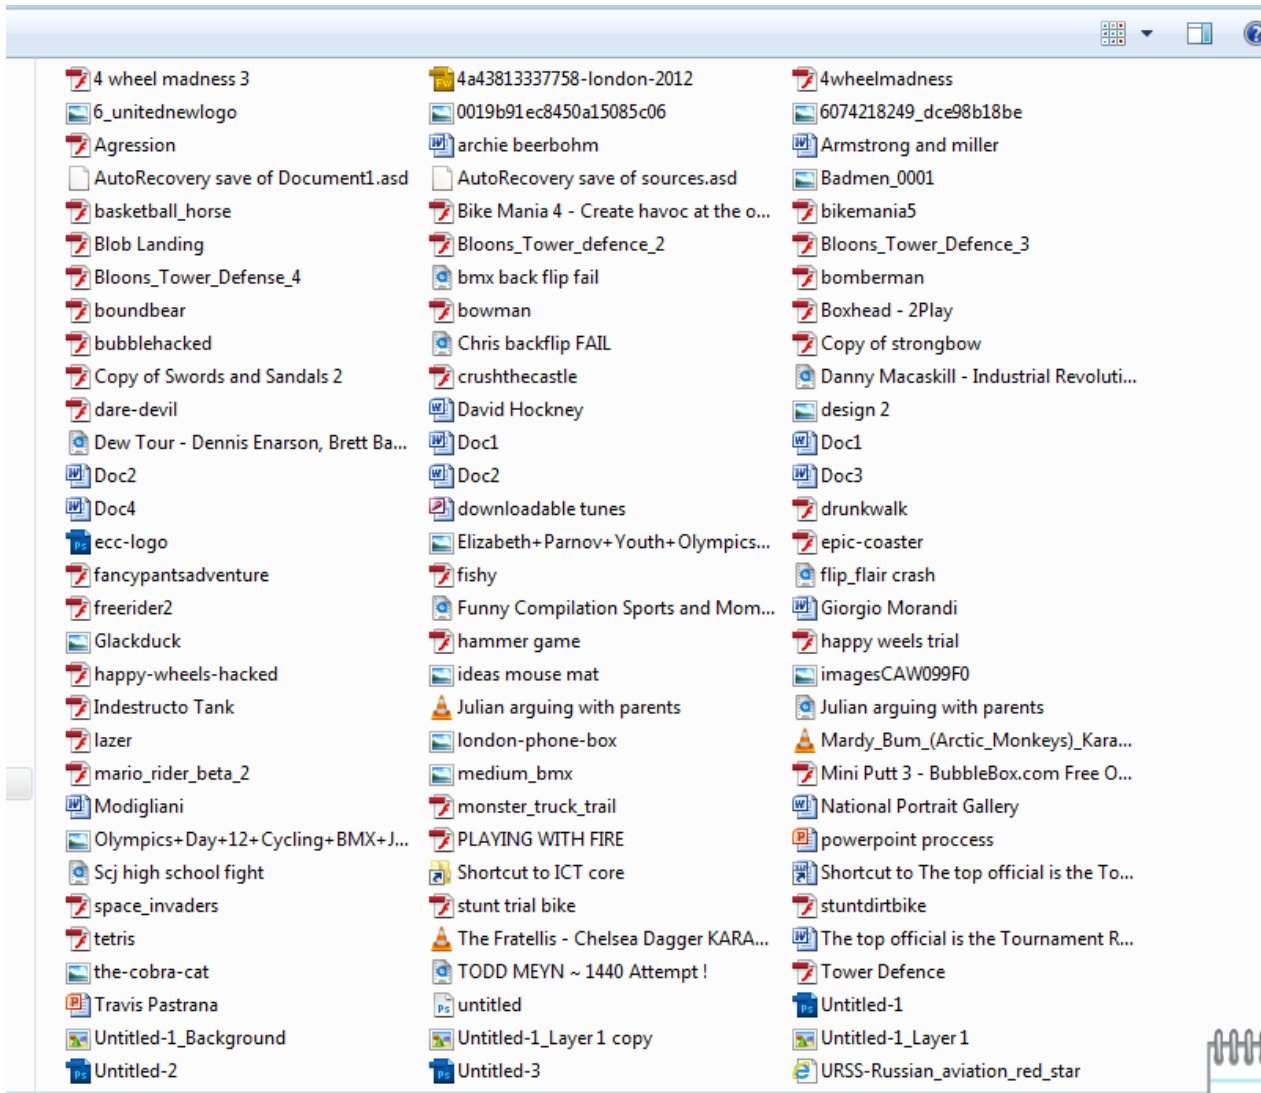 4 wheel madness 3 4a43813337758-london-2012 4wheelmadness
6_unitednewlogo 0019b91ec8450a15085c06 6074218249_dce98b18be
Agression archie beerbohm Armstrong and miller
AutoRecovery save of Document1.asd AutoRecovery save of sources.asd Badmen_0001
basketball_horse Bike Mania 4 - Create havoc at the o... bikemania5
Blob Landing Bloons_Tower_defence_2 Bloons_Tower_Defence_3
Bloons_Tower_Defense_4 bmx back flip fail bomberman
boundbear bowman Boxhead - 2Play
bubblehacked Chris backflip FAIL Copy of strongbow
Copy of Swords and Sandals 2 crushthecastle Danny Macaskill - Industrial Revoluti...
dare-devil David Hockney design 2
Dew Tour - Dennis Enarson, Brett Ba... Doc1 Doc1
Doc2 Doc2 Doc3
Doc4 downloadable tunes drunkwalk
ecc-logo Elizabeth+Parnov+Youth+Olympics... epic-coaster
fancypantsadventure fishy flip_flair crash
freerider2 Funny Compilation Sports and Mom... Giorgio Morandi
Glackduck hammer game happy weels trial
happy-wheels-hacked ideas mouse mat imagesCAW099F0
Indestructo Tank Julian arguing with parents Julian arguing with parents
lazer london-phone-box Mardy_Bum_(Arctic_Monkeys)_Kara...
mario_rider_beta_2 medium_bmx Mini Putt 3 - BubbleBox.com Free O...
Modigliani monster_truck_trail National Portrait Gallery
Olympics+Day+12+Cycling+BMX+J... PLAYING WITH FIRE powerpoint proccess
Scj high school fight Shortcut to ICT core Shortcut to The top official is the To...
space_invaders stunt trial bike stuntdirtbike
tetris The Fratellis - Chelsea Dagger KARA... The top official is the Tournament R...
the-cobra-cat TODD MEYN ~ 1440 Attempt ! Tower Defence
Travis Pastrana untitled Untitled-1
Untitled-1_Background Untitled-1_Layer 1 copy Untitled-1_Layer 1
Untitled-2 Untitled-3 URSS-Russian_aviation_red_star